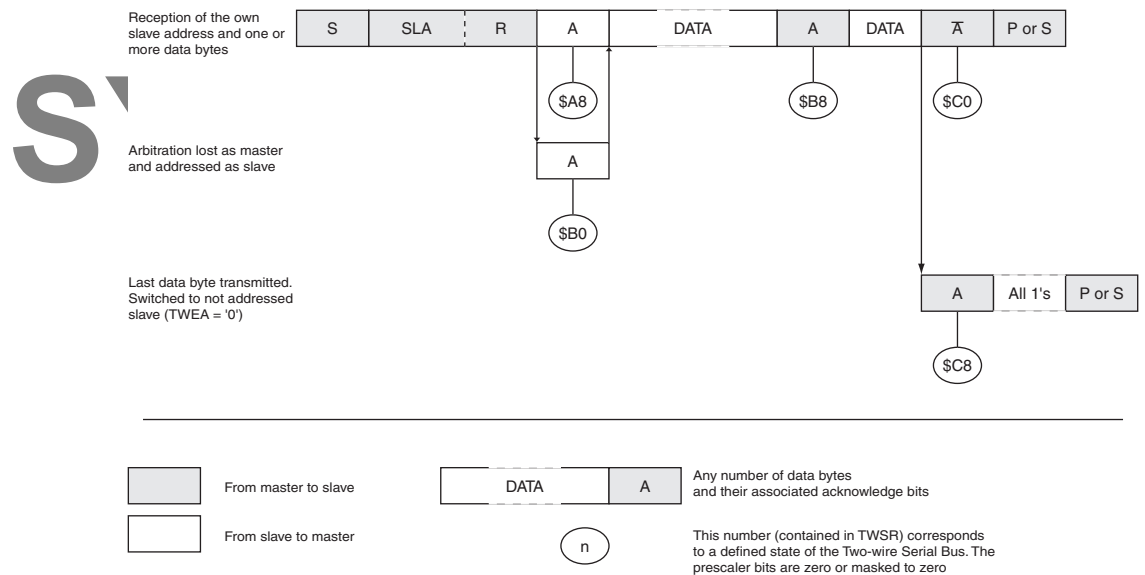 Reception of the own
slave address and one or
more data bytes
S SLA R A DATA A DATA A̅ P or S
$A8 $B8 $C0
S
Arbitration lost as master
and addressed as slave
A
$B0
Last data byte transmitted.
Switched to not addressed
slave (TWEA = '0')
A All 1's P or S
$C8
From master to slave
DATA A
Any number of data bytes
and their associated acknowledge bits
From slave to master
n
This number (contained in TWSR) corresponds
to a defined state of the Two-wire Serial Bus. The
prescaler bits are zero or masked to zero